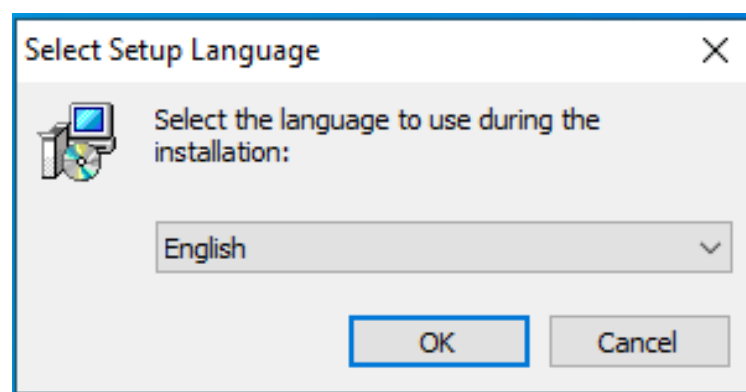 Select Setup Language
Select the language to use during the
installation:
English
OK
Cancel